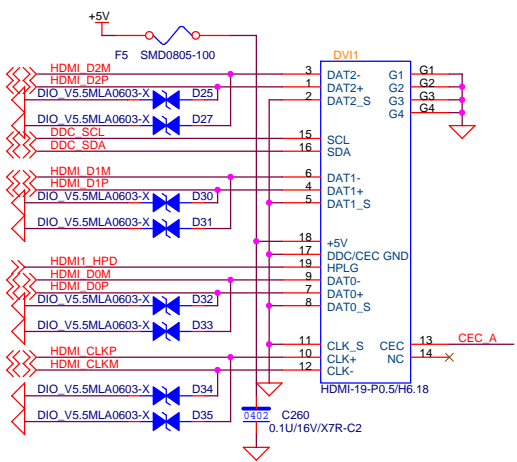 +5V
F5 SMD0805-100
DVI1
HDMI_D2M 3 DAT2- G1 G1
HDMI_D2P 1 DAT2+ G2 G2
DIO_V5.5MLA0603-X D25 2 DAT2_S G3 G3
G4 G4
DIO_V5.5MLA0603-X D27
DDC_SCL 15 SCL
DDC_SDA 16 SDA
HDMI_D1M 6 DAT1-
HDMI_D1P 4 DAT1+
DIO_V5.5MLA0603-X D30 5 DAT1_S
DIO_V5.5MLA0603-X D31
18 +5V
17 DDC/CEC GND
HDMI1_HPD 19 HPLG
HDMI_D0M 9 DAT0-
HDMI_D0P 7 DAT0+
DIO_V5.5MLA0603-X D32 8 DAT0_S
DIO_V5.5MLA0603-X D33
11 CLK_S CEC 13 CEC_A
HDMI_CLKP 10 CLK+ NC 14
HDMI_CLKM 12 CLK-
DIO_V5.5MLA0603-X D34 HDMI-19-P0.5/H6.18
DIO_V5.5MLA0603-X D35 0402 C260
0.1U/16V/X7R-C2